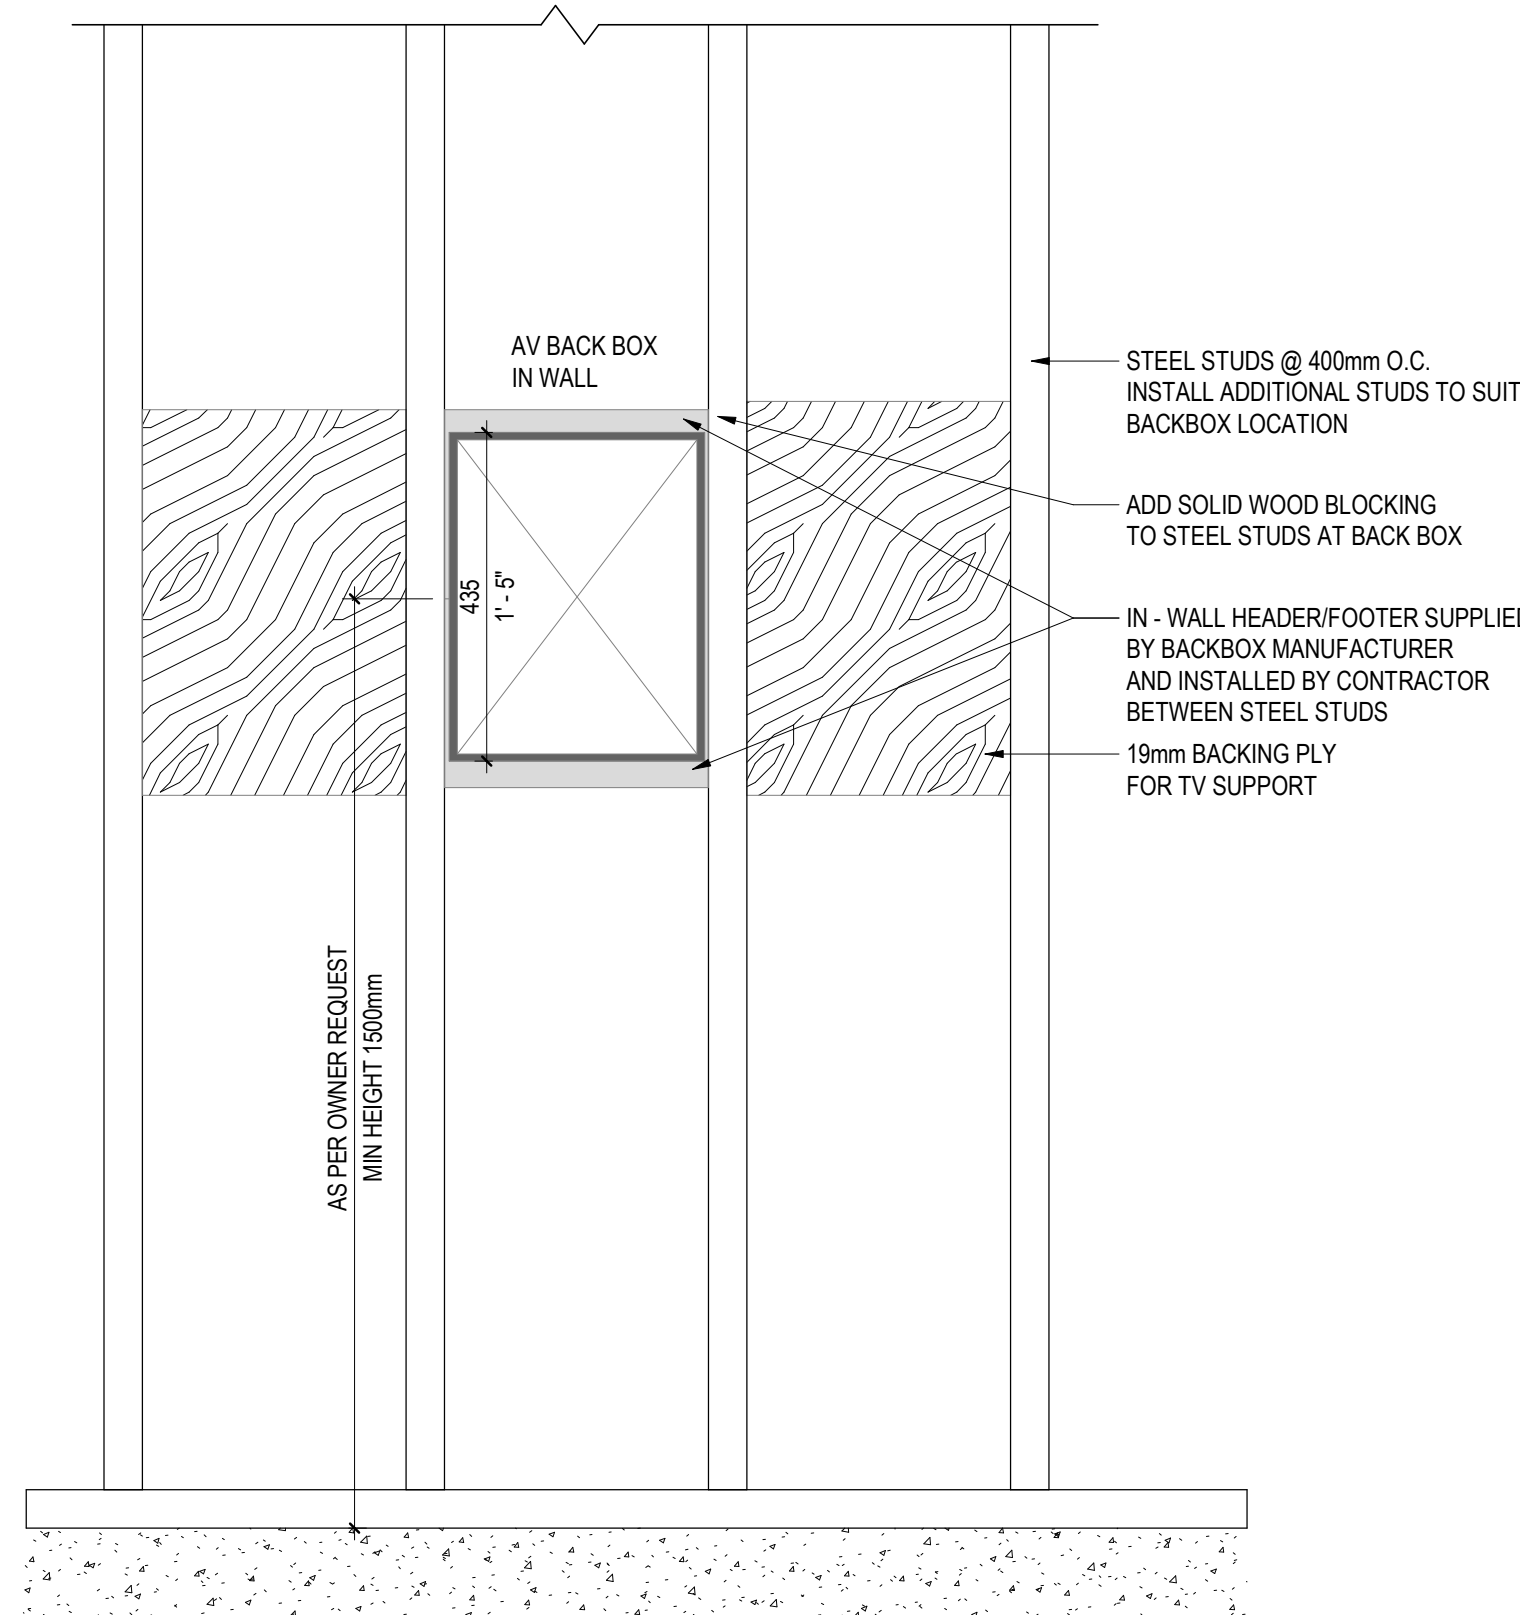 AV BACK BOX
IN WALL
STEEL STUDS @ 400mm O.C.
INSTALL ADDITIONAL STUDS TO SUIT
BACKBOX LOCATION
ADD SOLID WOOD BLOCKING
TO STEEL STUDS AT BACK BOX
435
1' - 5"
IN - WALL HEADER/FOOTER SUPPLIED
BY BACKBOX MANUFACTURER
AND INSTALLED BY CONTRACTOR
BETWEEN STEEL STUDS
19mm BACKING PLY
FOR TV SUPPORT
AS PER OWNER REQUEST
MIN HEIGHT 1500mm